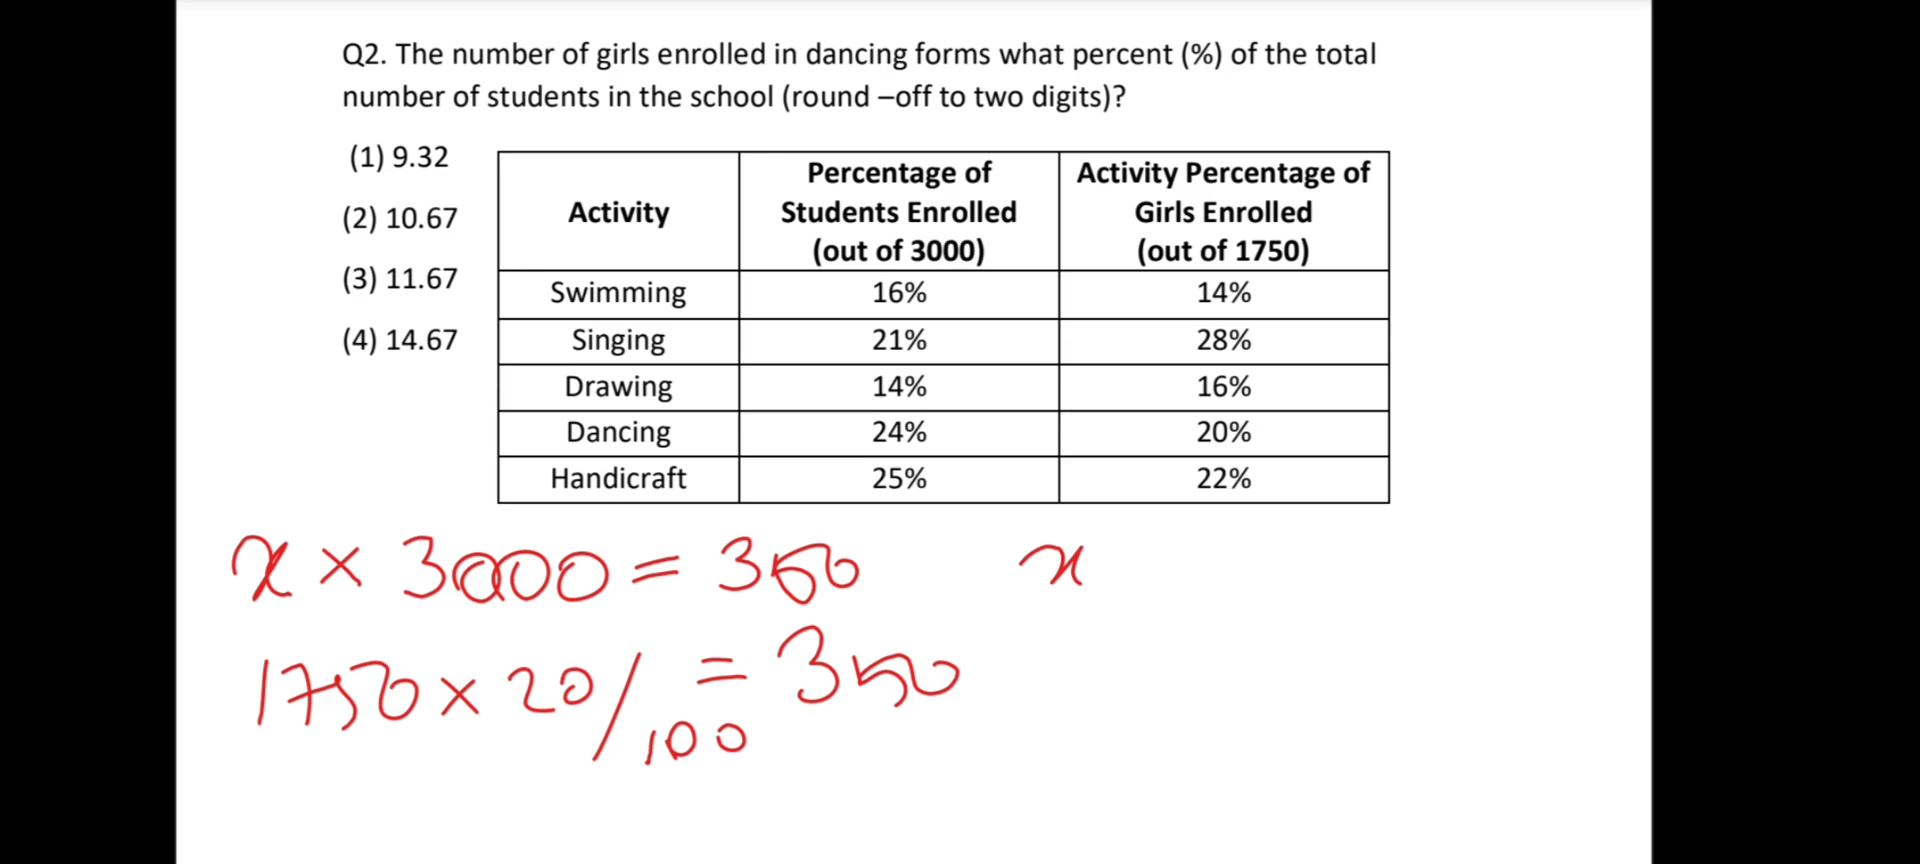 Q2. The number of girls enrolled in dancing forms what percent (%) of the total
number of students in the school (round –off to two digits)?
(1) 9.32
(2) 10.67
(3) 11.67
(4) 14.67
Activity | Percentage of Students Enrolled (out of 3000) | Activity Percentage of Girls Enrolled (out of 1750)
Swimming | 16% | 14%
Singing | 21% | 28%
Drawing | 14% | 16%
Dancing | 24% | 20%
Handicraft | 25% | 22%
x × 3000 = 350 x
1750 × 20/100 = 350